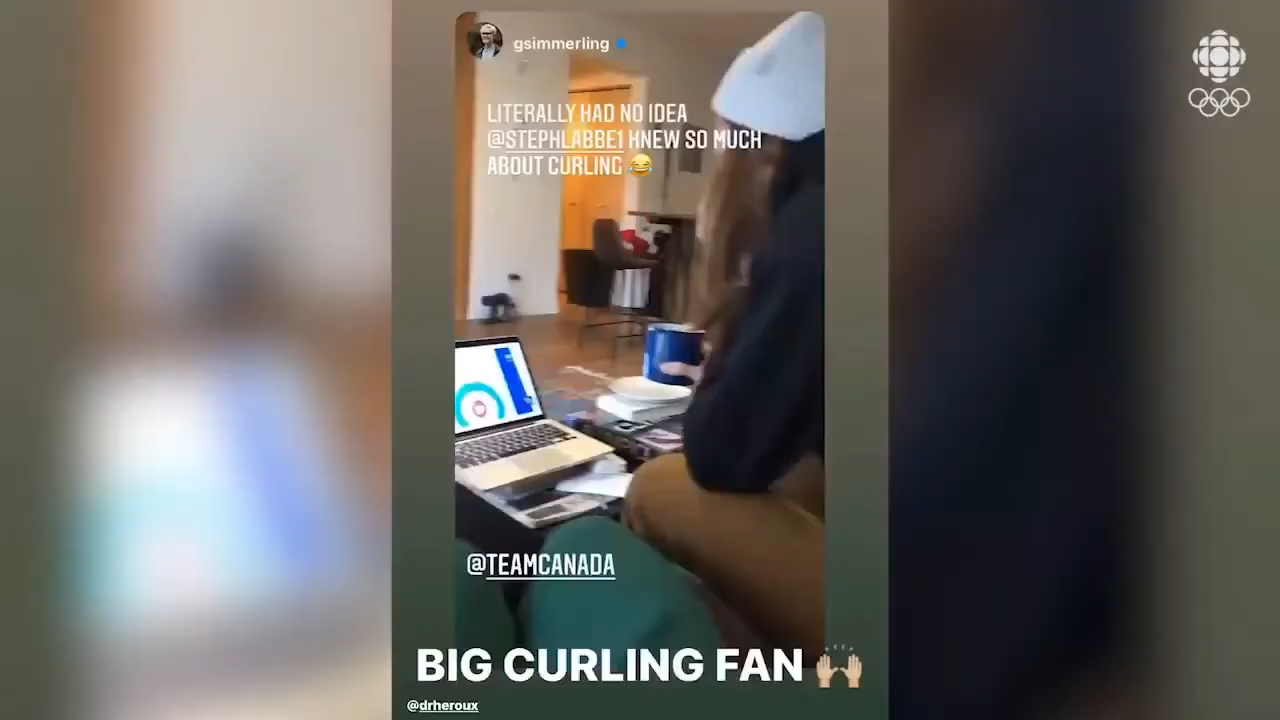 gsimmerling
LITERALLY HAD NO IDEA
@STEPHLABBE1 KNEW SO MUCH
ABOUT CURLING 😂
@TEAMCANADA
BIG CURLING FAN 🙌🏼
@drheroux